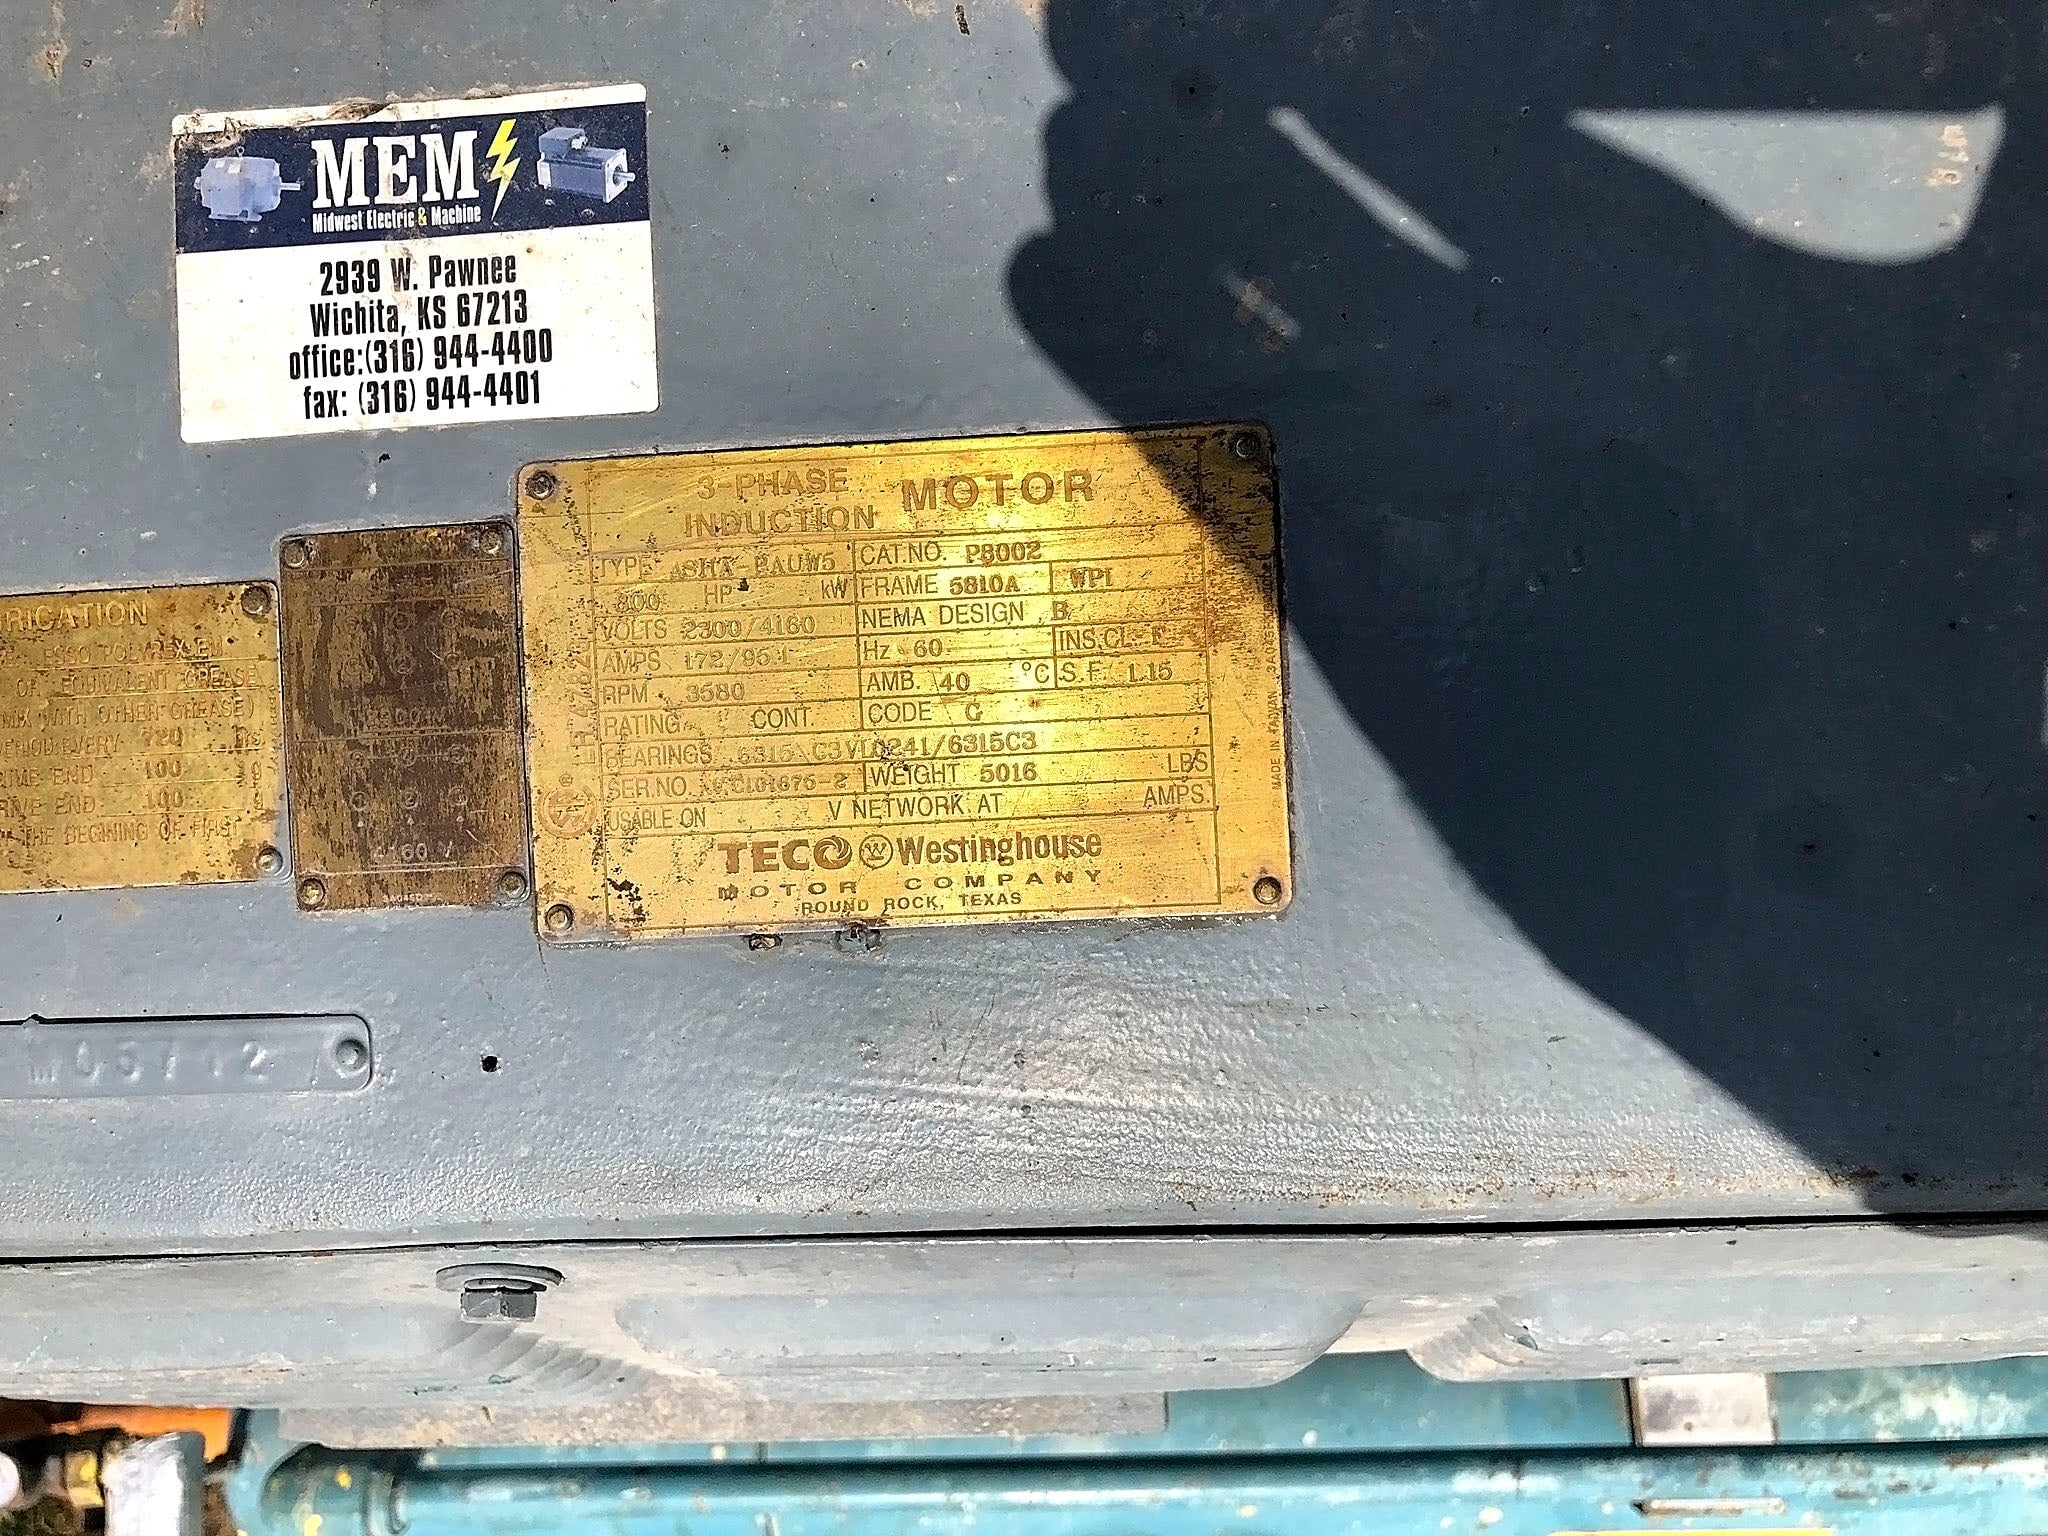 MEM
Midwest Electric & Machine
2939 W. Pawnee
Wichita, KS 67213
office:(316) 944-4400
fax: (316) 944-4401
3-PHASE
INDUCTION MOTOR
TYPE ASHA-PAUW5 CAT.NO. P8002
800 HP kW FRAME 5810A WPI
VOLTS 2300/4160 NEMA DESIGN B
AMPS 172/95.1 Hz 60 INS.CL. F
RPM 3580 AMB. 40 °C S.F. 1.15
RATING CONT. CODE G
BEARINGS 6315 C3VL0241/6315C3
SER NO. WEIGHT 5016 LBS
USABLE ON V NETWORK AT AMPS.
TECO Westinghouse
MOTOR COMPANY
ROUND ROCK, TEXAS
MADE IN TAIWAN
RICATION
ESSO POLYREX EM
OR EQUIVALENT GREASE
MIX WITH OTHER GREASE)
PERIOD EVERY 720
RIVE END 100 g
RIVE END 100 g
THE BEGINING OF FIRST
4160 V